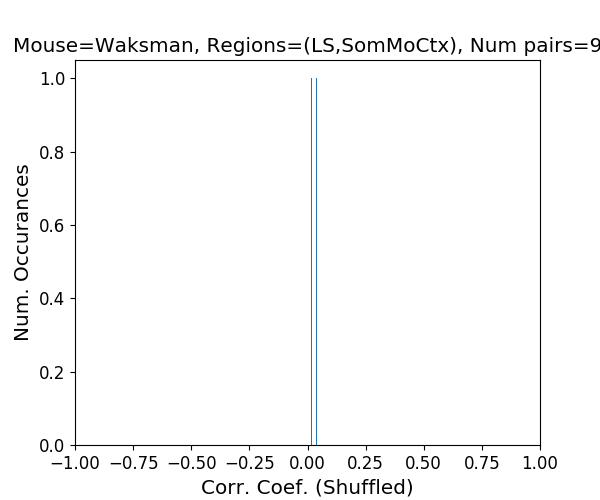 Mouse=Waksman, Regions=(LS,SomMoCtx), Num pairs=9
1.0
0.8
0.6
0.4
0.2
0.0
Num. Occurances
−1.00 −0.75 −0.50 −0.25 0.00 0.25 0.50 0.75 1.00
Corr. Coef. (Shuffled)